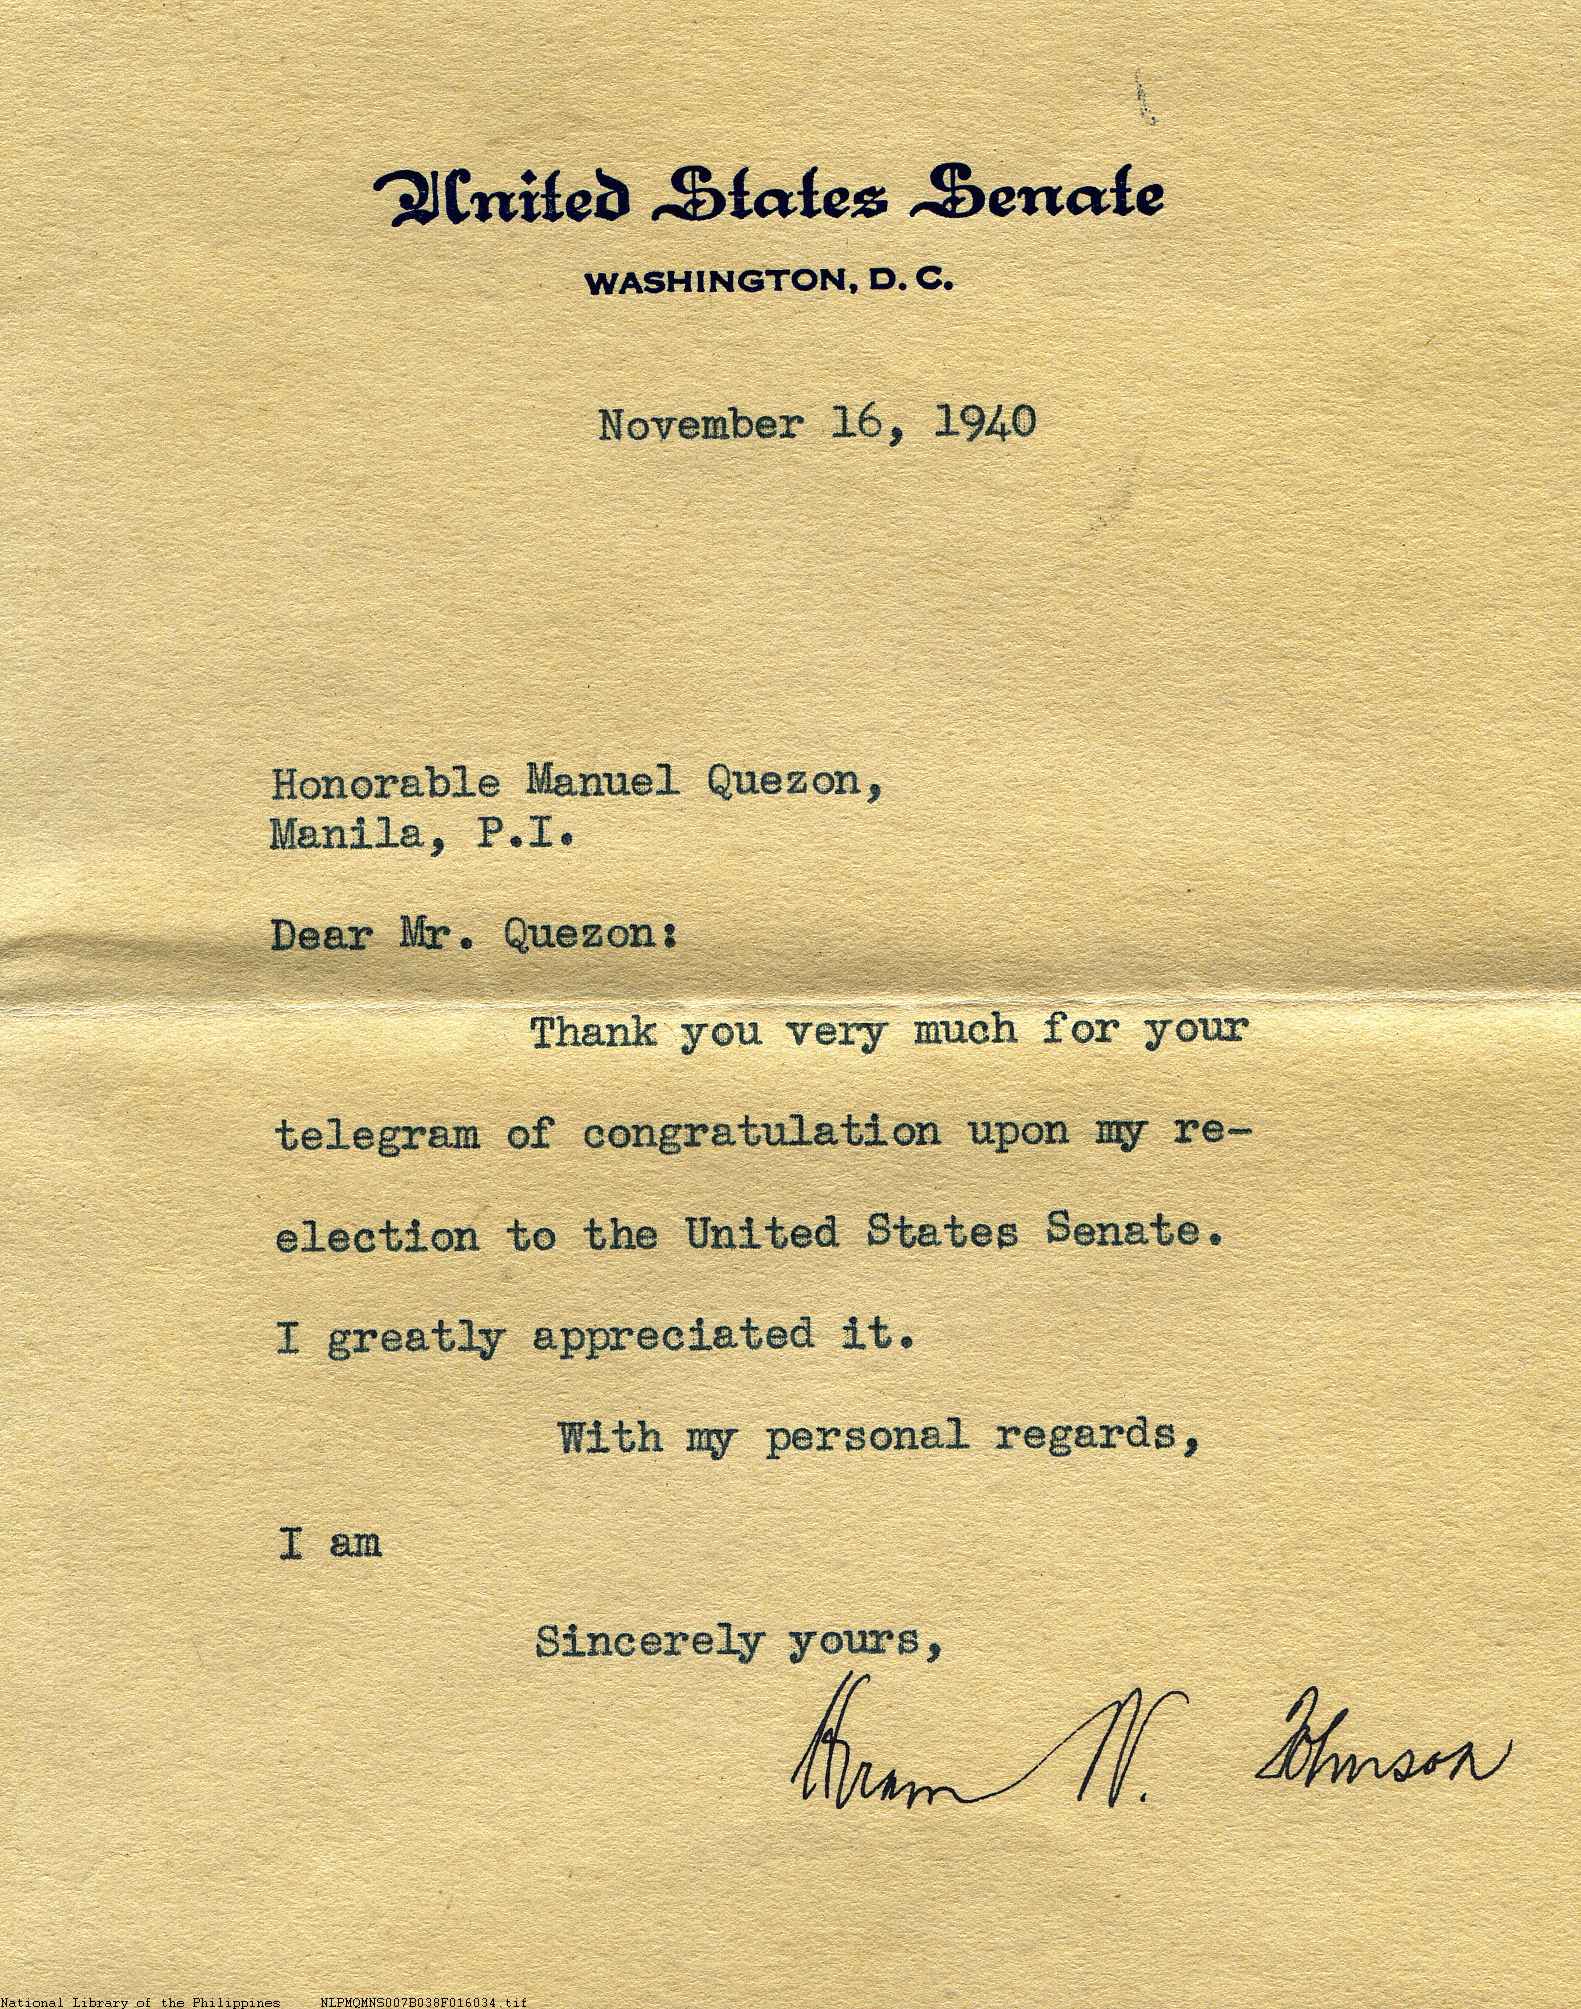 United States Senate
WASHINGTON, D. C.
November 16, 1940
Honorable Manuel Quezon,
Manila, P.I.
Dear Mr. Quezon:
Thank you very much for your
telegram of congratulation upon my re-
election to the United States Senate.
I greatly appreciated it.
With my personal regards,
I am
Sincerely yours,
Hiram W. Johnson
National Library of the Philippines NLPMQMNS007B038F016034.tif